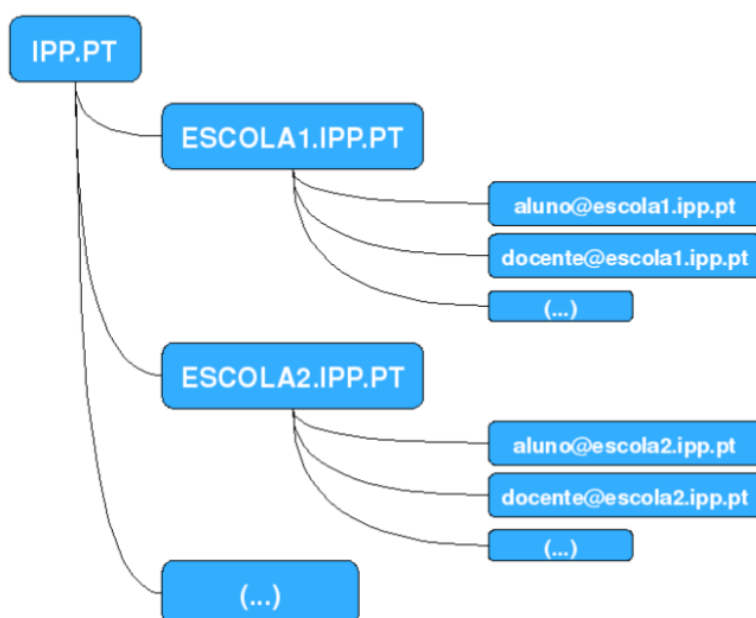 IPP.PT
ESCOLA1.IPP.PT
aluno@escola1.ipp.pt
docente@escola1.ipp.pt
(...)
ESCOLA2.IPP.PT
aluno@escola2.ipp.pt
docente@escola2.ipp.pt
(...)
(...)